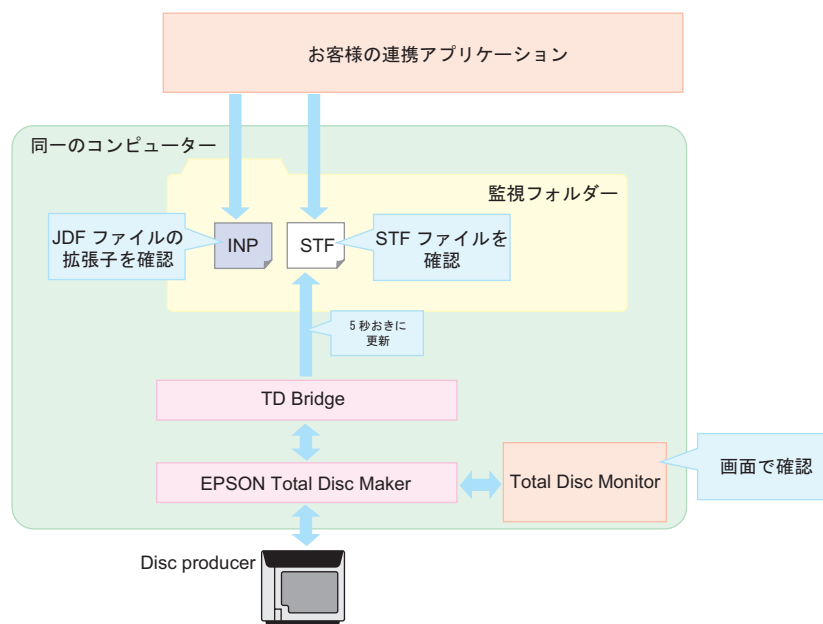 お客様の連携アプリケーション
同一のコンピューター
監視フォルダー
JDF ファイルの
拡張子を確認
INP
STF
STF ファイルを
確認
5 秒おきに
更新
TD Bridge
EPSON Total Disc Maker
Total Disc Monitor
画面で確認
Disc producer